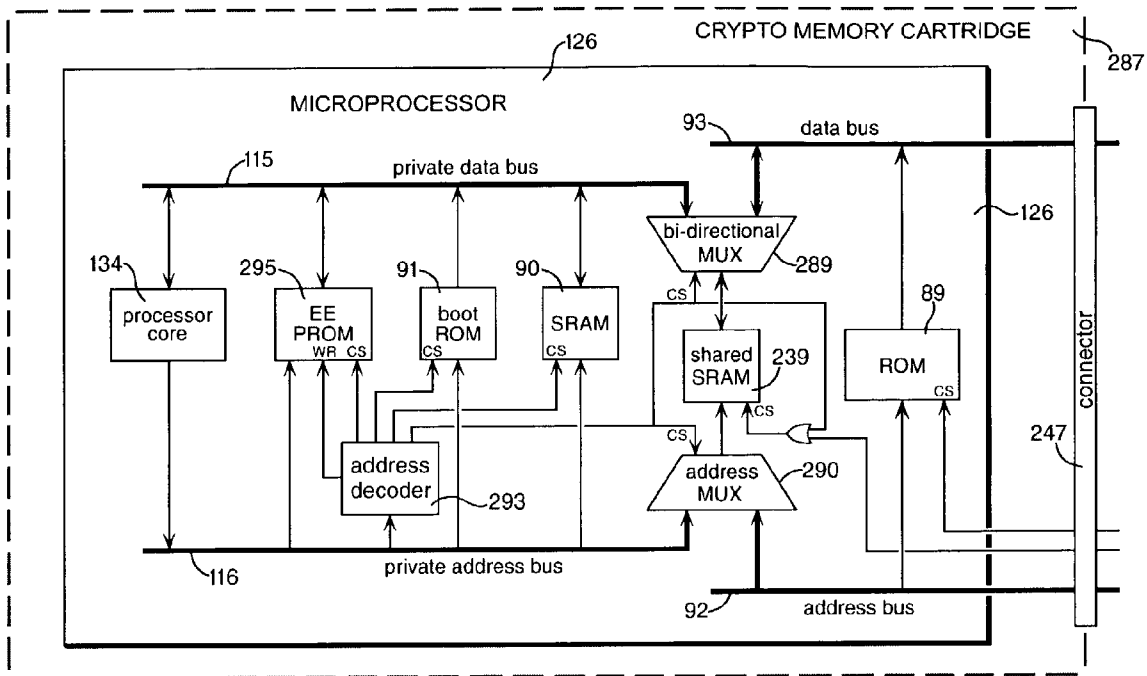 CRYPTO MEMORY CARTRIDGE
126
287
MICROPROCESSOR
93
data bus
115
private data bus
126
bi-directional
MUX
289
134
295
91
90
CS
89
processor
core
EE
PROM
WR CS
boot
ROM
CS
SRAM
CS
shared
SRAM
239
CS
ROM
CS
connector
247
CS
address
decoder
293
address
MUX
290
116
private address bus
92
address bus